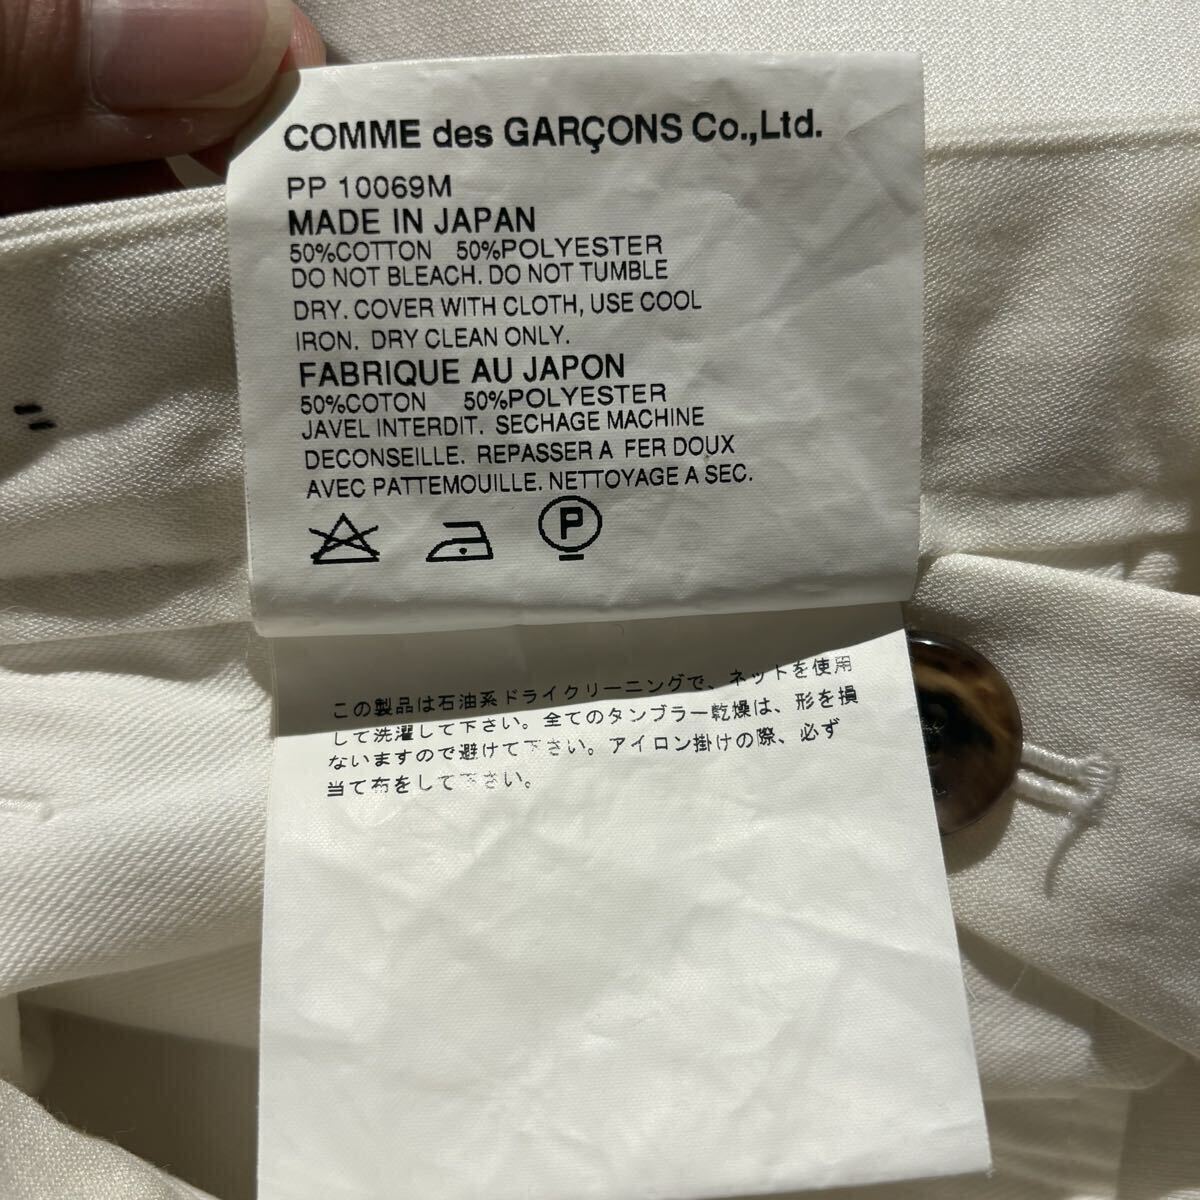 COMME des GARÇONS Co.,Ltd.
PP 10069M
MADE IN JAPAN
50%COTTON 50%POLYESTER
DO NOT BLEACH. DO NOT TUMBLE
DRY. COVER WITH CLOTH, USE COOL
IRON. DRY CLEAN ONLY.
FABRIQUE AU JAPON
50%COTON 50%POLYESTER
JAVEL INTERDIT. SECHAGE MACHINE
DECONSEILLE. REPASSER A FER DOUX
AVEC PATTEMOUILLE. NETTOYAGE A SEC.
P
この製品は石油系ドライクリーニングで、ネットを使用
して洗濯して下さい。全てのタンブラー乾燥は、形を損
ないますので避けて下さい。アイロン掛けの際、必ず
当て布をして下さい。